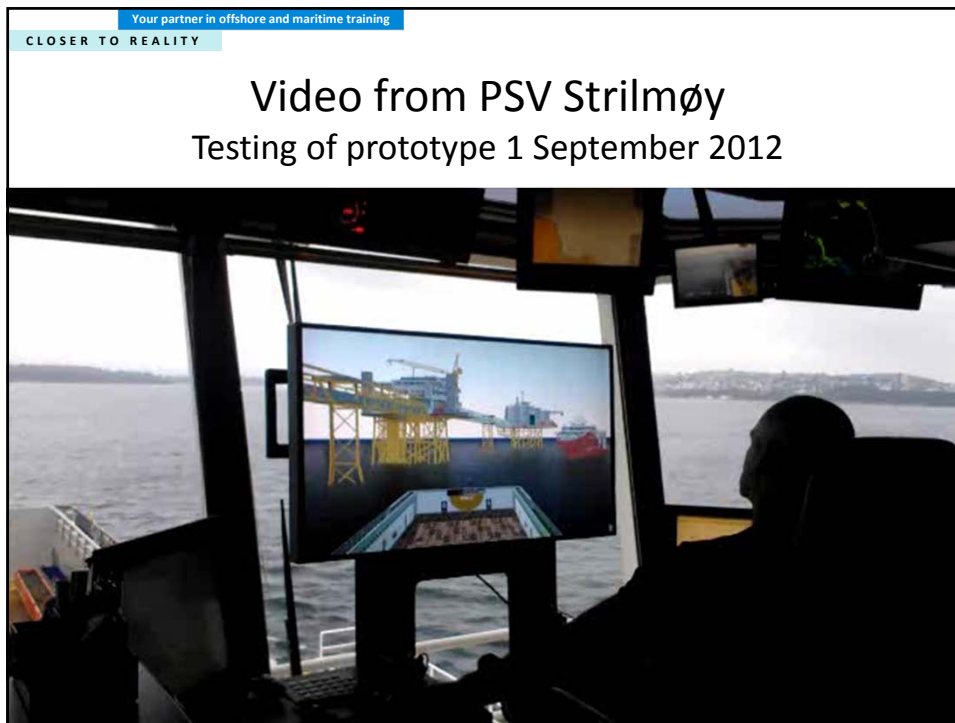 Your partner in offshore and maritime training
CLOSER TO REALITY
Video from PSV Strilmøy
Testing of prototype 1 September 2012